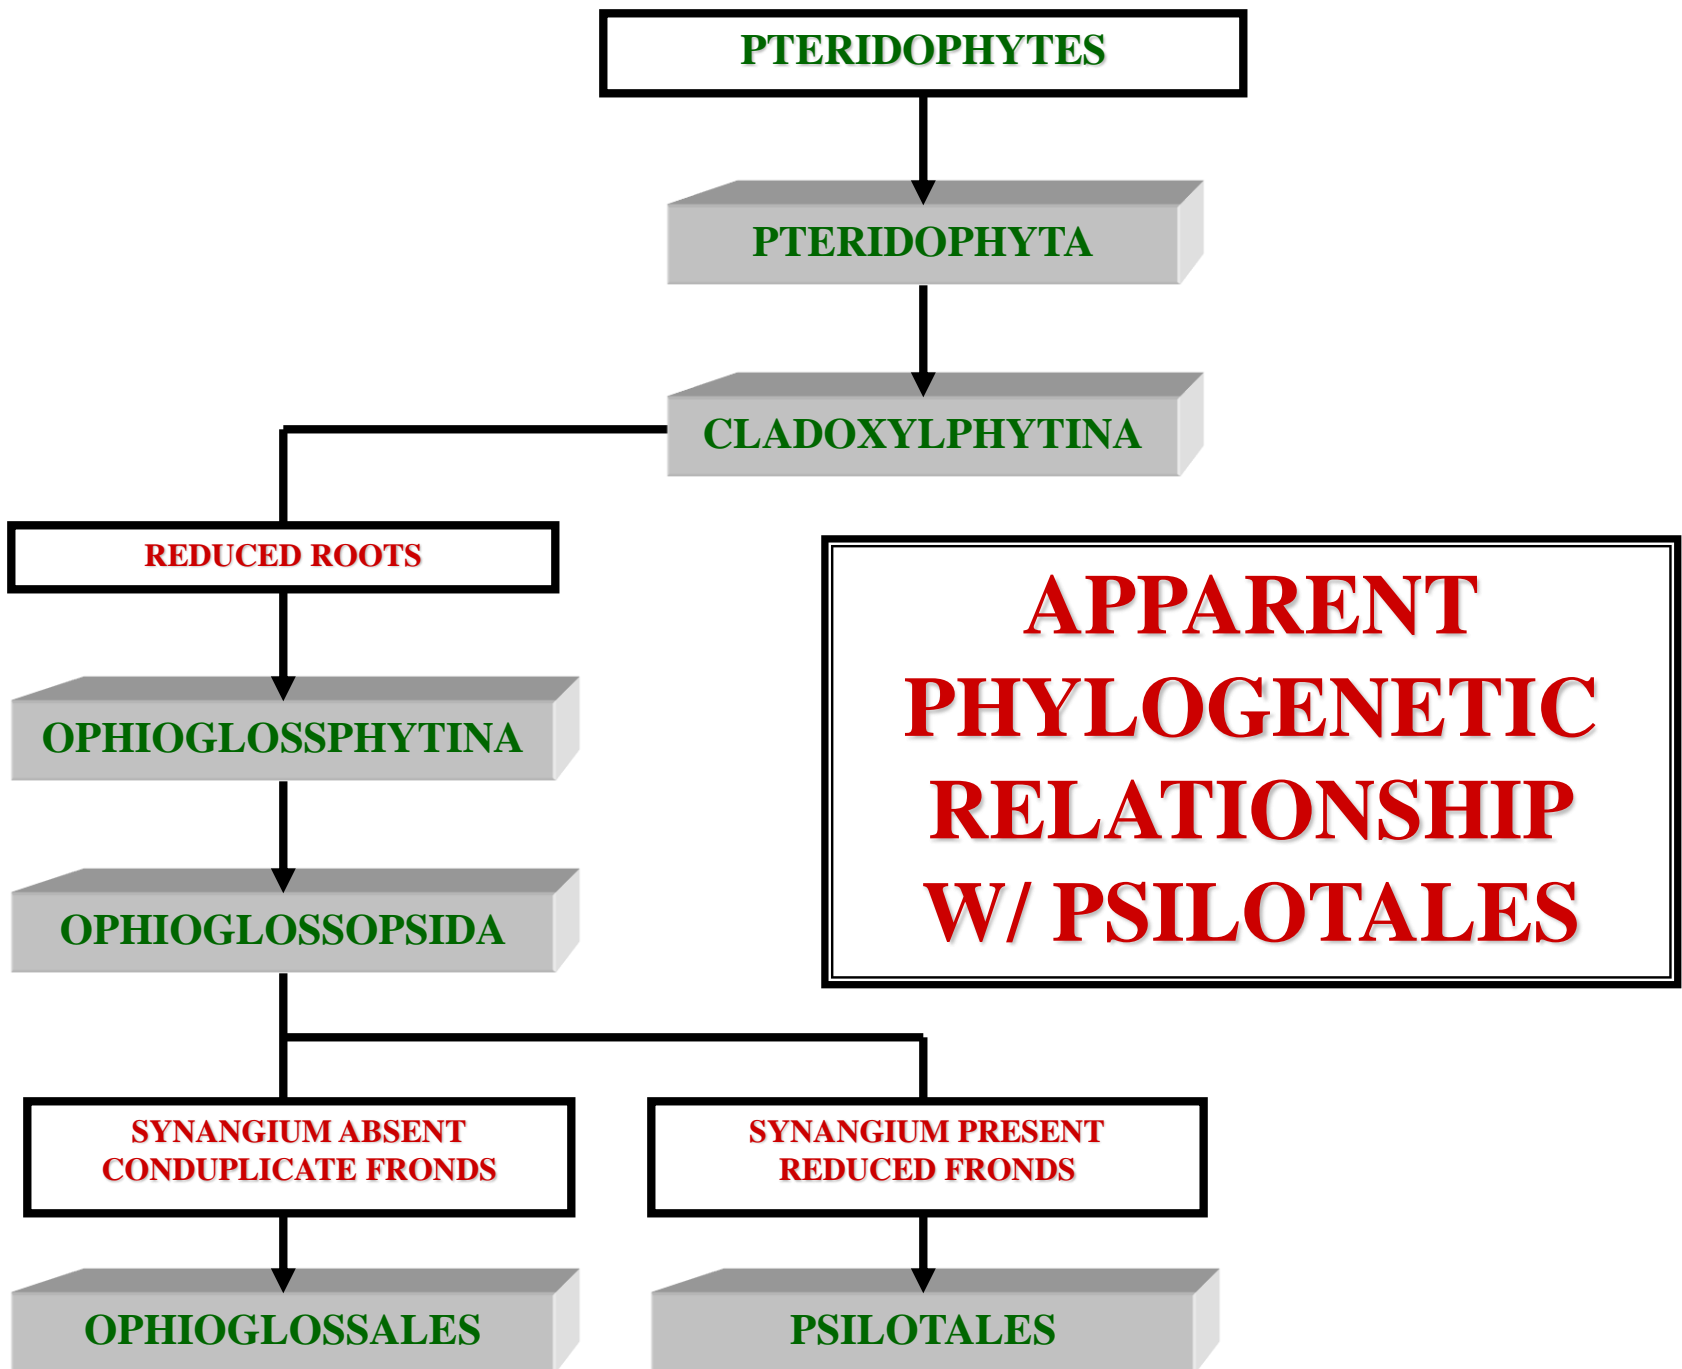 PTERIDOPHYTES
PTERIDOPHYTA
CLADOXYLPHYTINA
REDUCED ROOTS
OPHIOGLOSSPHYTINA
OPHIOGLOSSOPSIDA
APPARENT
PHYLOGENETIC
RELATIONSHIP
W/ PSILOTALES
SYNANGIUM ABSENT
CONDUPLICATE FRONDS
SYNANGIUM PRESENT
REDUCED FRONDS
OPHIOGLOSSALES
PSILOTALES